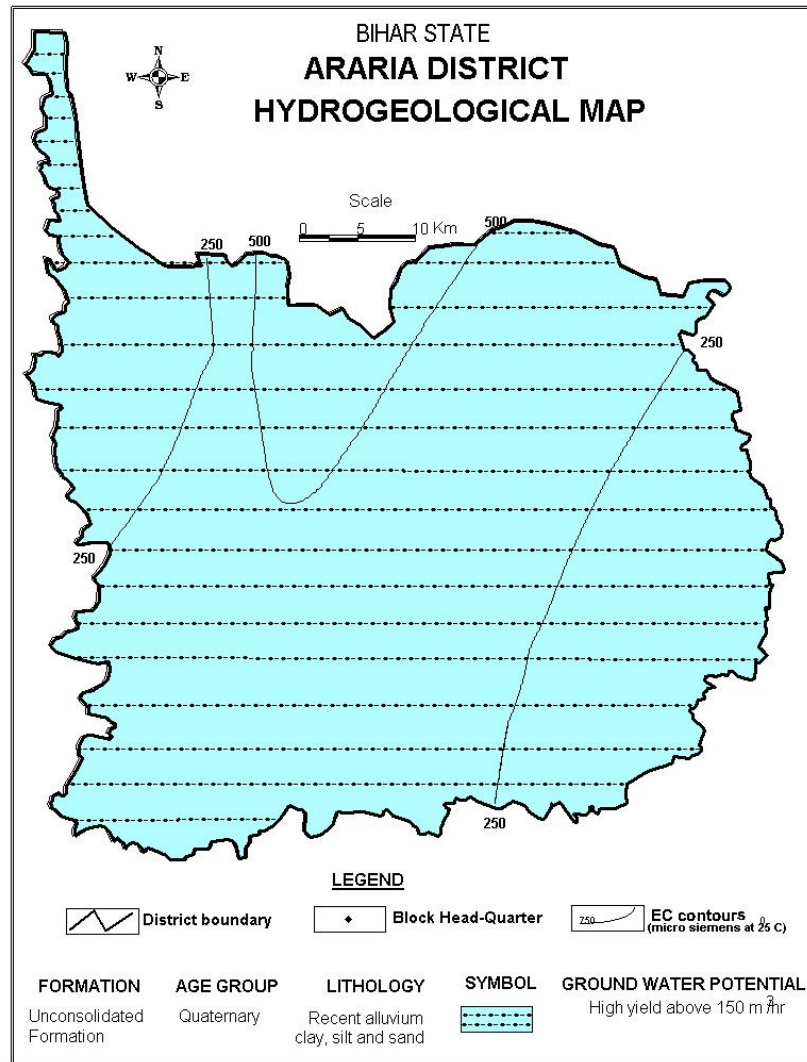 BIHAR STATE
ARARIA DISTRICT
HYDROGEOLOGICAL MAP
N
W E
S
Scale
0 5 10 Km
250 500 500
250
250
250
LEGEND
District boundary
Block Head-Quarter
750
EC contours
(micro siemens at 25 C)
0
FORMATION AGE GROUP LITHOLOGY SYMBOL GROUND WATER POTENTIAL
Unconsolidated Formation
Quaternary
Recent alluvium
clay, silt and sand
High yield above 150 m³/hr